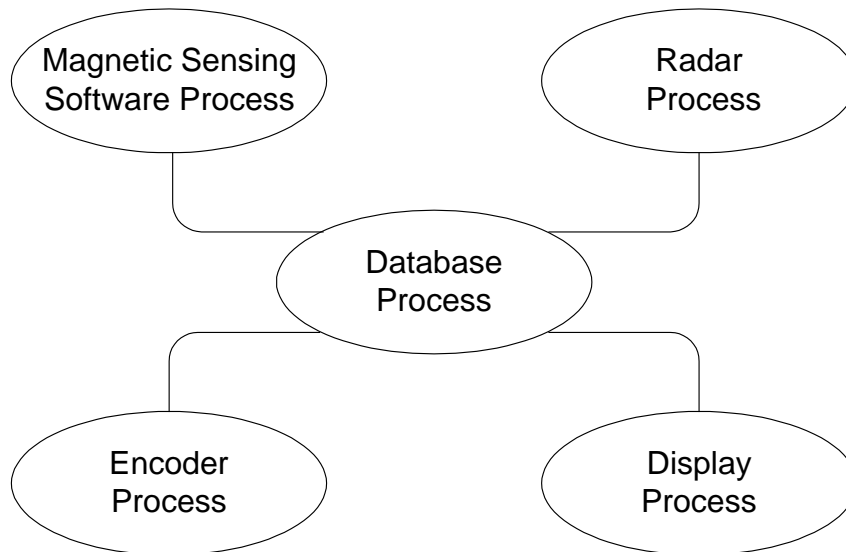 Magnetic Sensing
Software Process
Radar
Process
Database
Process
Encoder
Process
Display
Process